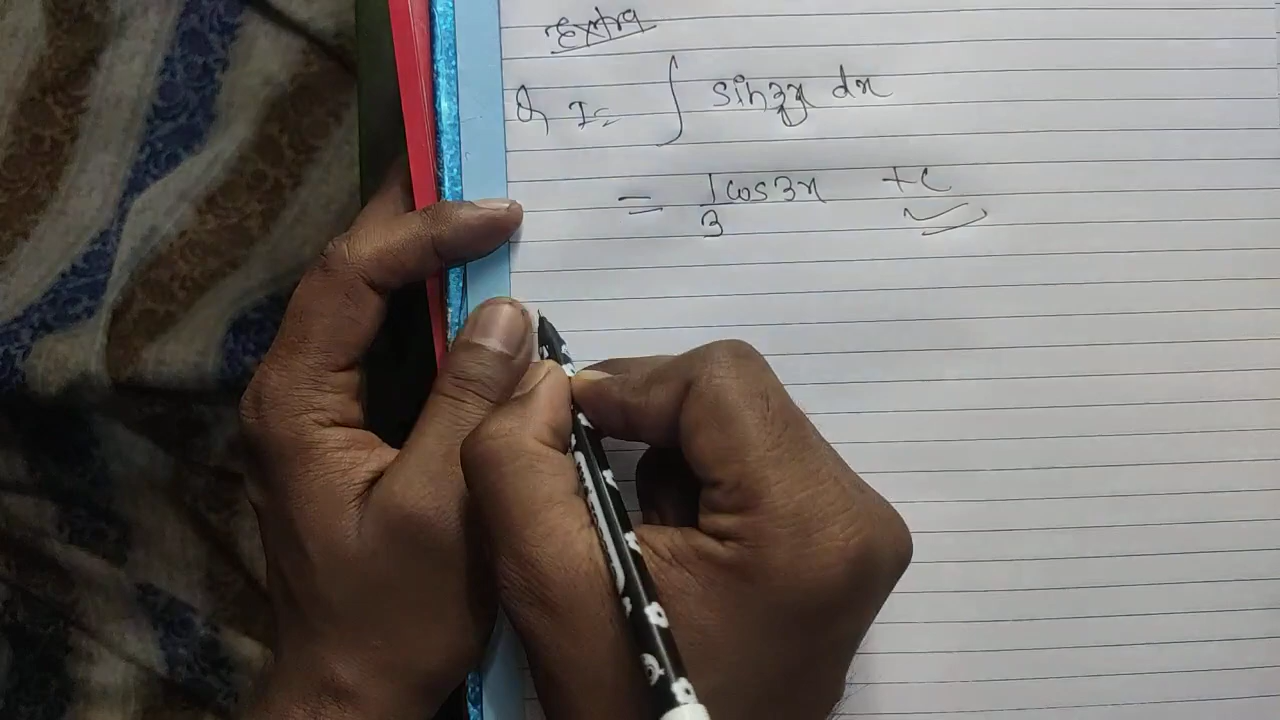 Extra
Q I = ∫ sin3x dx
= 1/3 cos3x + c